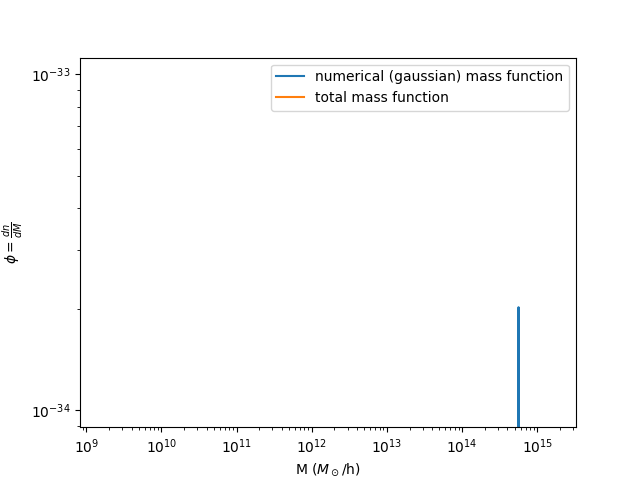 numerical (gaussian) mass function
total mass function
10⁻³³
10⁻³⁴
ϕ = dn/dM
10⁹ 10¹⁰ 10¹¹ 10¹² 10¹³ 10¹⁴ 10¹⁵
M (M⊙/h)